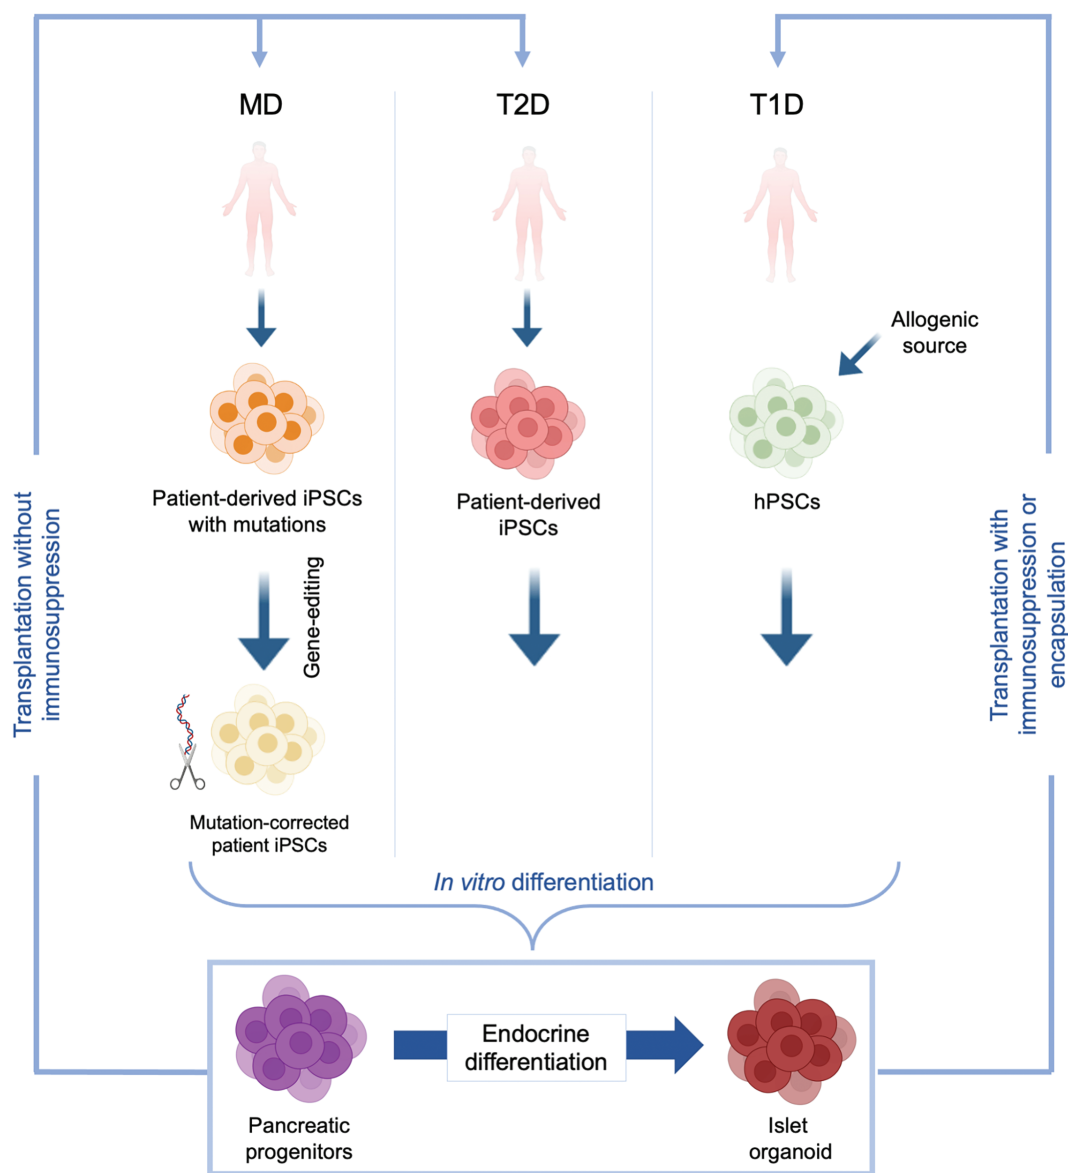 MD
T2D
T1D
Allogenic
source
Patient-derived iPSCs
with mutations
Patient-derived
iPSCs
hPSCs
Gene-editing
Transplantation without
immunosuppression
Transplantation with
immunosuppression or
encapsulation
Mutation-corrected
patient iPSCs
In vitro differentiation
Endocrine
differentiation
Pancreatic
progenitors
Islet
organoid